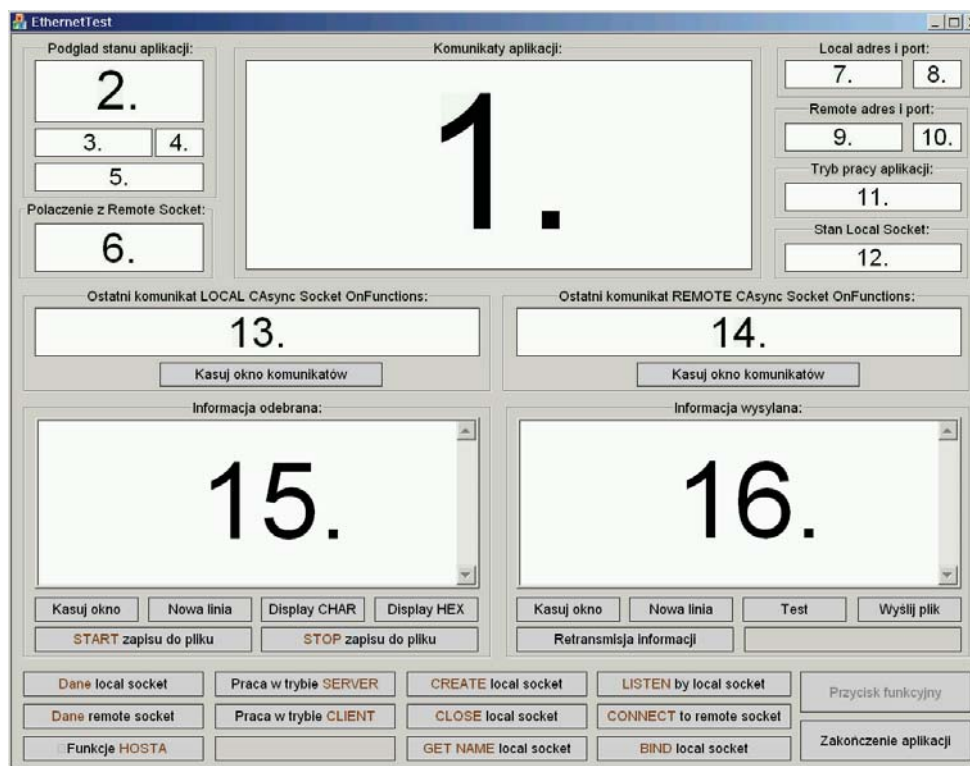 EthernetTest
Podglad stanu aplikacji:
2.
3.
4.
5.
Polaczenie z Remote Socket:
6.
Komunikaty aplikacji:
1.
Local adres i port:
7.
8.
Remote adres i port:
9.
10.
Tryb pracy aplikacji:
11.
Stan Local Socket:
12.
Ostatni komunikat LOCAL CAsync Socket OnFunctions:
13.
Kasuj okno komunikatów
Ostatni komunikat REMOTE CAsync Socket OnFunctions:
14.
Kasuj okno komunikatów
Informacja odebrana:
15.
Kasuj okno
Nowa linia
Display CHAR
Display HEX
START zapisu do pliku
STOP zapisu do pliku
Informacja wysylana:
16.
Kasuj okno
Nowa linia
Test
Wyślij plik
Retransmisja informacji
Dane local socket
Praca w trybie SERVER
CREATE local socket
LISTEN by local socket
Przycisk funkcyjny
Dane remote socket
Praca w trybie CLIENT
CLOSE local socket
CONNECT to remote socket
Funkcje HOSTA
GET NAME local socket
BIND local socket
Zakończenie aplikacji